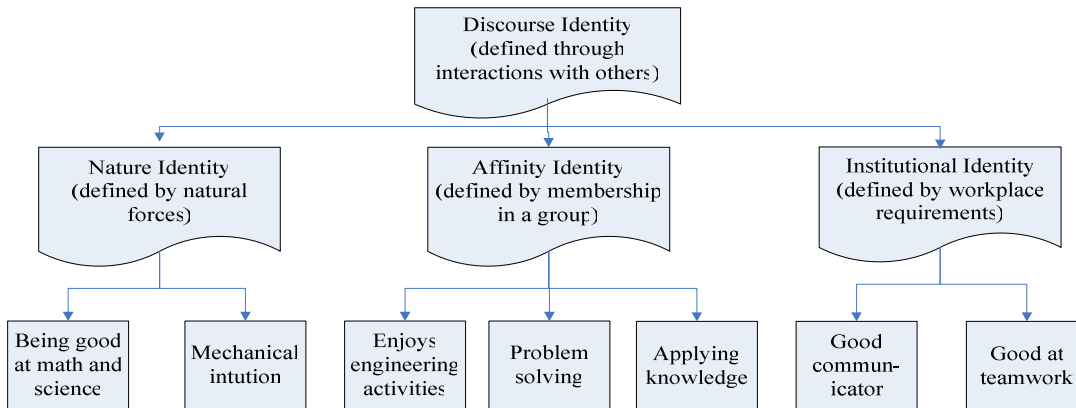 Discourse Identity
(defined through
interactions with others)
Nature Identity
(defined by natural
forces)
Affinity Identity
(defined by membership
in a group)
Institutional Identity
(defined by workplace
requirements)
Being good
at math and
science
Mechanical
intution
Enjoys
engineering
activities
Problem
solving
Applying
knowledge
Good
commun-
icator
Good at
teamwork